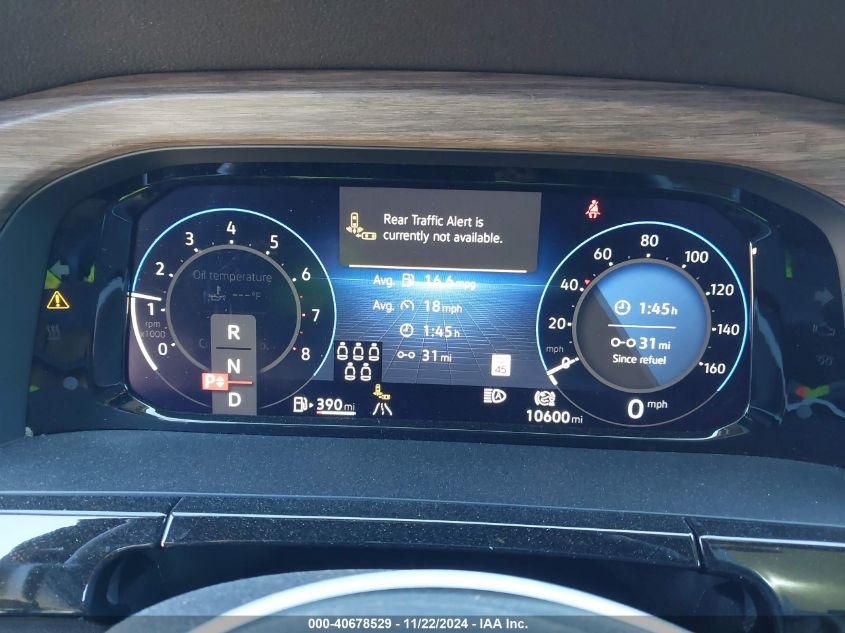 Rear Traffic Alert is
currently not available.
Avg. 16.6 mpg
Avg. 18 mph
1:45 h
31 mi
45
Oil temperature
---°F
0
1
2
3
4
5
6
7
8
rpm
x1000
R
N
P
D
390 mi
0
20
40
60
80
100
120
140
160
mph
1:45 h
31 mi
Since refuel
0 mph
A
10600 mi
000-40678529 - 11/22/2024 - IAA Inc.